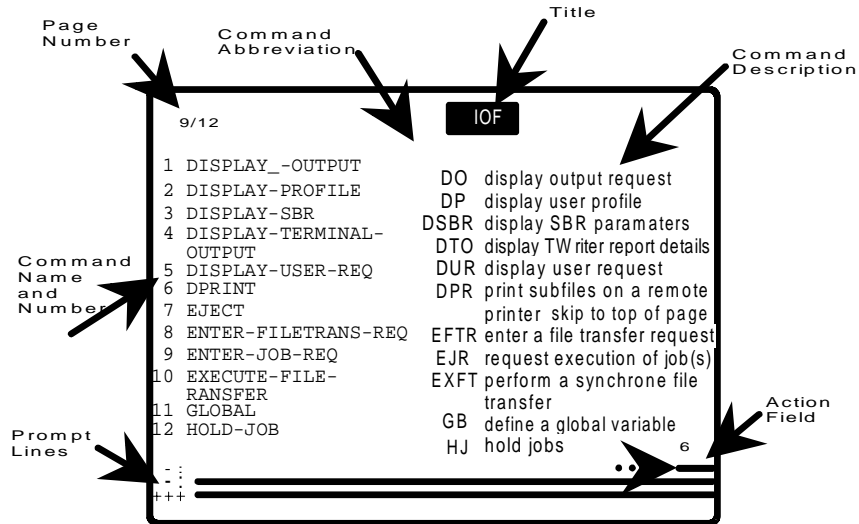 Page
Number
Command
Abbreviation
Title
Command
Description
9/12
IOF
1 DISPLAY_-OUTPUT
2 DISPLAY-PROFILE
3 DISPLAY-SBR
4 DISPLAY-TERMINAL-
OUTPUT
5 DISPLAY-USER-REQ
6 DPRINT
7 EJECT
8 ENTER-FILETRANS-REQ
9 ENTER-JOB-REQ
10 EXECUTE-FILE-
RANSFER
11 GLOBAL
12 HOLD-JOB
DO display output request
DP display user profile
DSBR display SBR paramaters
DTO display TWriter report details
DUR display user request
DPR print subfiles on a remote
printer skip to top of page
EFTR enter a file transfer request
EJR request execution of job(s)
EXFT perform a synchrone file
transfer
GB define a global variable
HJ hold jobs
6
Command
Name
and
Number
Action
Field
Prompt
Lines
- :
- :
+++